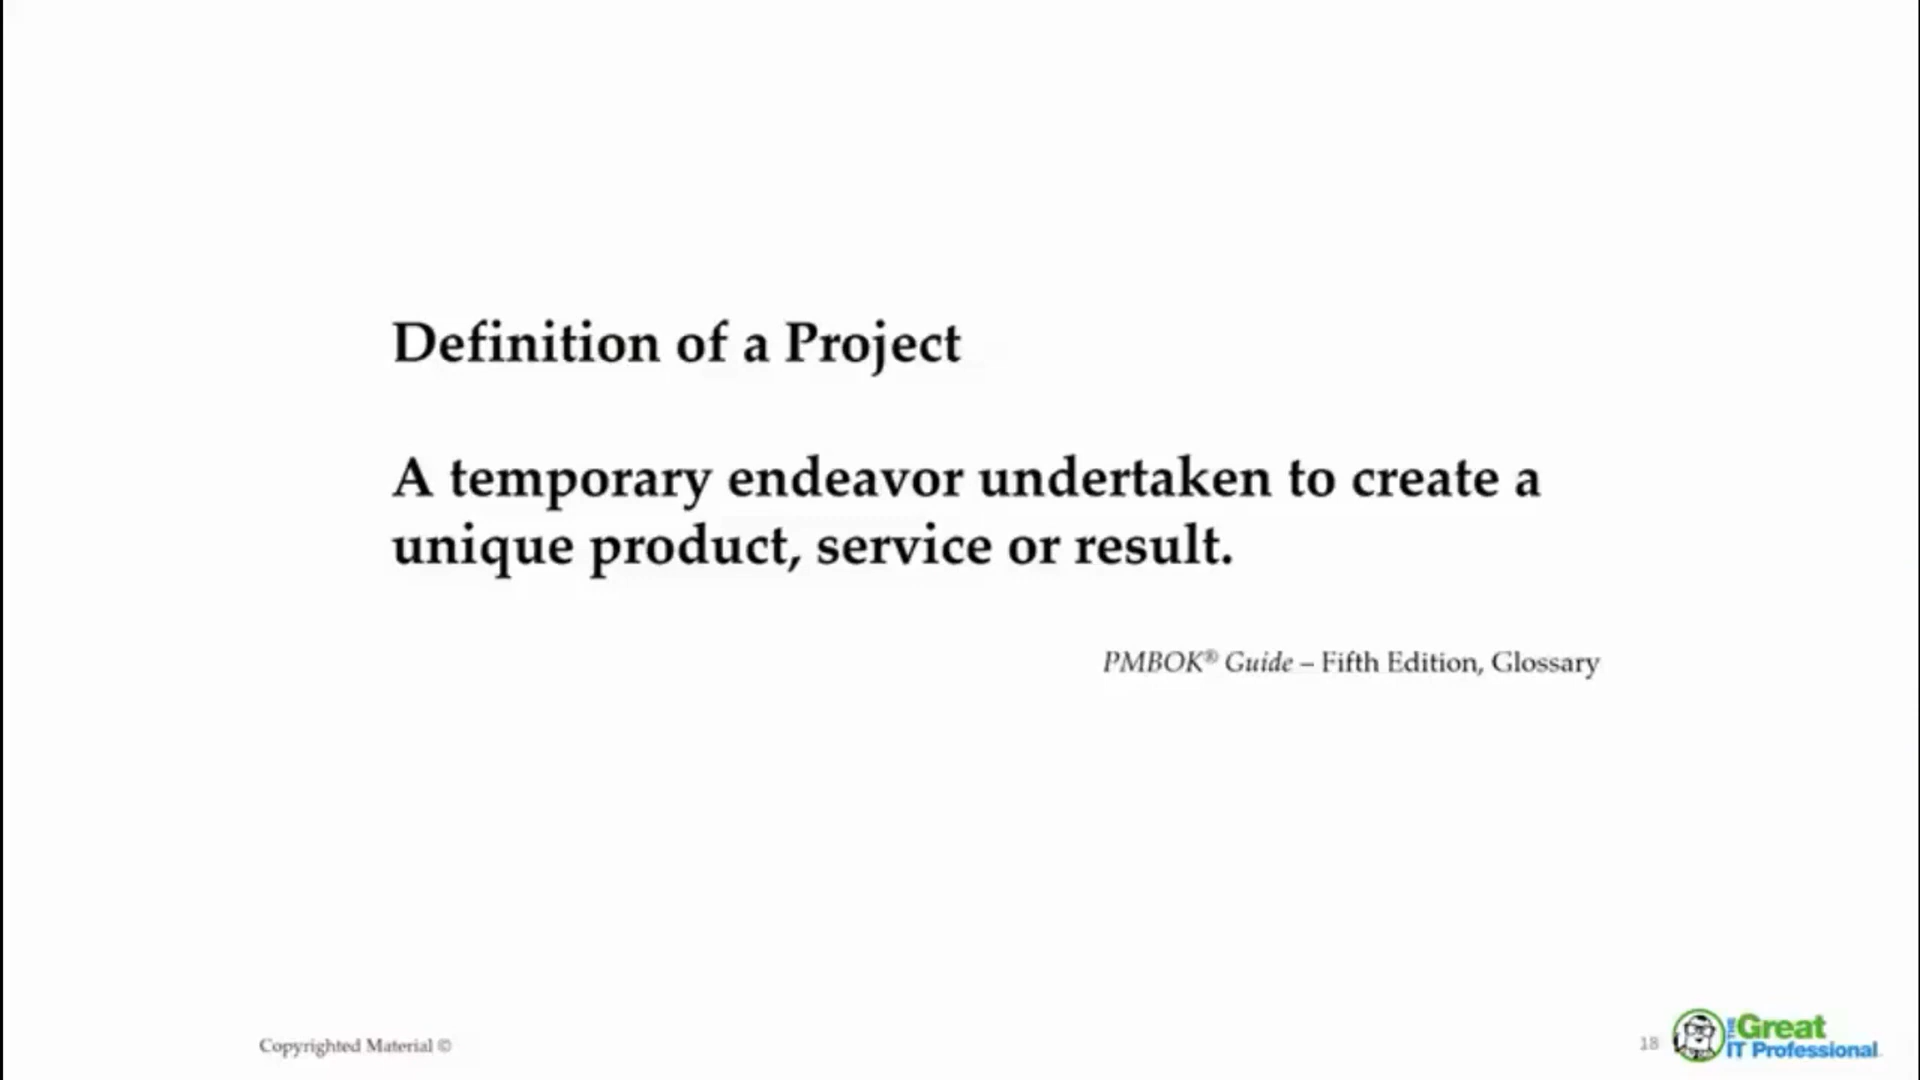 Definition of a Project
A temporary endeavor undertaken to create a
unique product, service or result.
PMBOK® Guide – Fifth Edition, Glossary
Copyrighted Material ©
18
THE Great
IT Professional